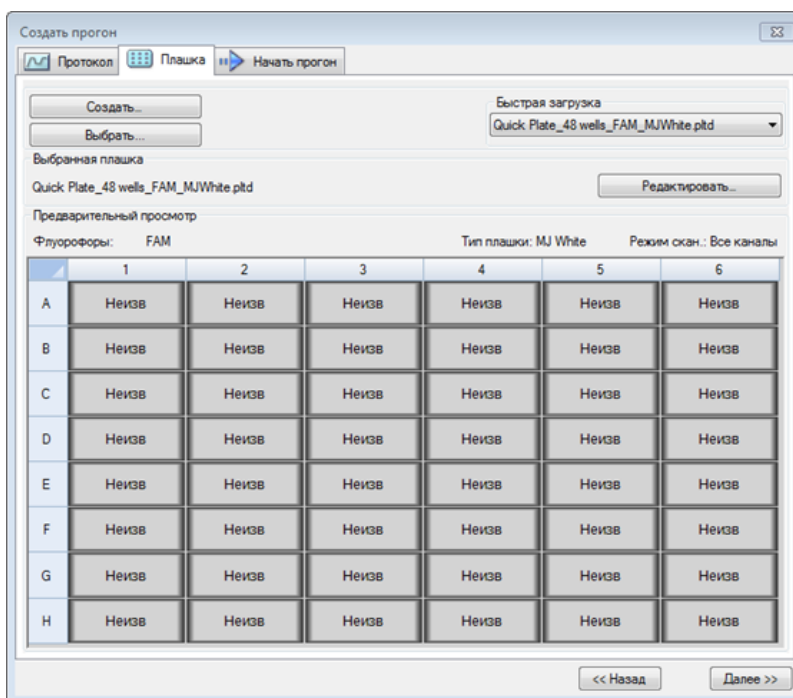 Создать прогон
Протокол Плашка Начать прогон
Создать...
Быстрая загрузка
Выбрать...
Quick Plate_48 wells_FAM_MJWhite.pltd
Выбранная плашка
Quick Plate_48 wells_FAM_MJWhite.pltd
Редактировать...
Предварительный просмотр
Флуорофоры: FAM Тип плашки: MJ White Режим скан.: Все каналы
1 2 3 4 5 6
A Неизв Неизв Неизв Неизв Неизв Неизв
B Неизв Неизв Неизв Неизв Неизв Неизв
C Неизв Неизв Неизв Неизв Неизв Неизв
D Неизв Неизв Неизв Неизв Неизв Неизв
E Неизв Неизв Неизв Неизв Неизв Неизв
F Неизв Неизв Неизв Неизв Неизв Неизв
G Неизв Неизв Неизв Неизв Неизв Неизв
H Неизв Неизв Неизв Неизв Неизв Неизв
<< Назад Далее >>